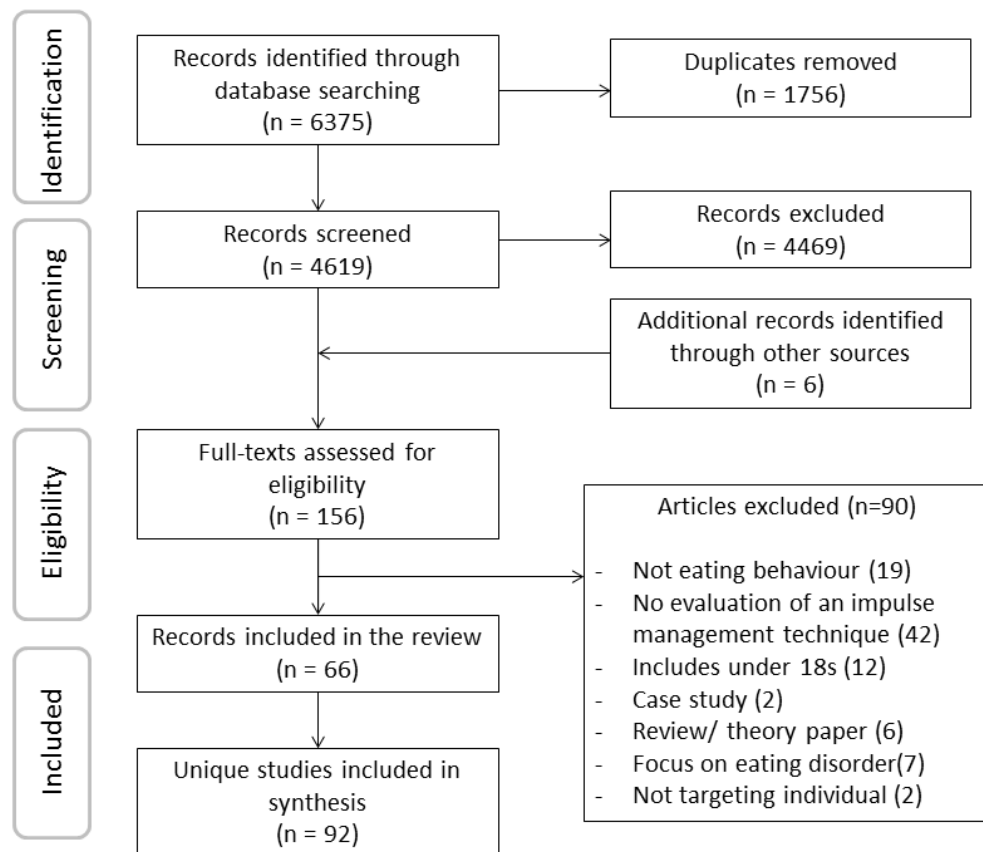 Identification
Records identified through
database searching
(n = 6375)
Duplicates removed
(n = 1756)
Screening
Records screened
(n = 4619)
Records excluded
(n = 4469)
Additional records identified
through other sources
(n = 6)
Eligibility
Full-texts assessed for
eligibility
(n = 156)
Articles excluded (n=90)
- Not eating behaviour (19)
- No evaluation of an impulse
management technique (42)
- Includes under 18s (12)
- Case study (2)
- Review/ theory paper (6)
- Focus on eating disorder(7)
- Not targeting individual (2)
Records included in the review
(n = 66)
Included
Unique studies included in
synthesis
(n = 92)